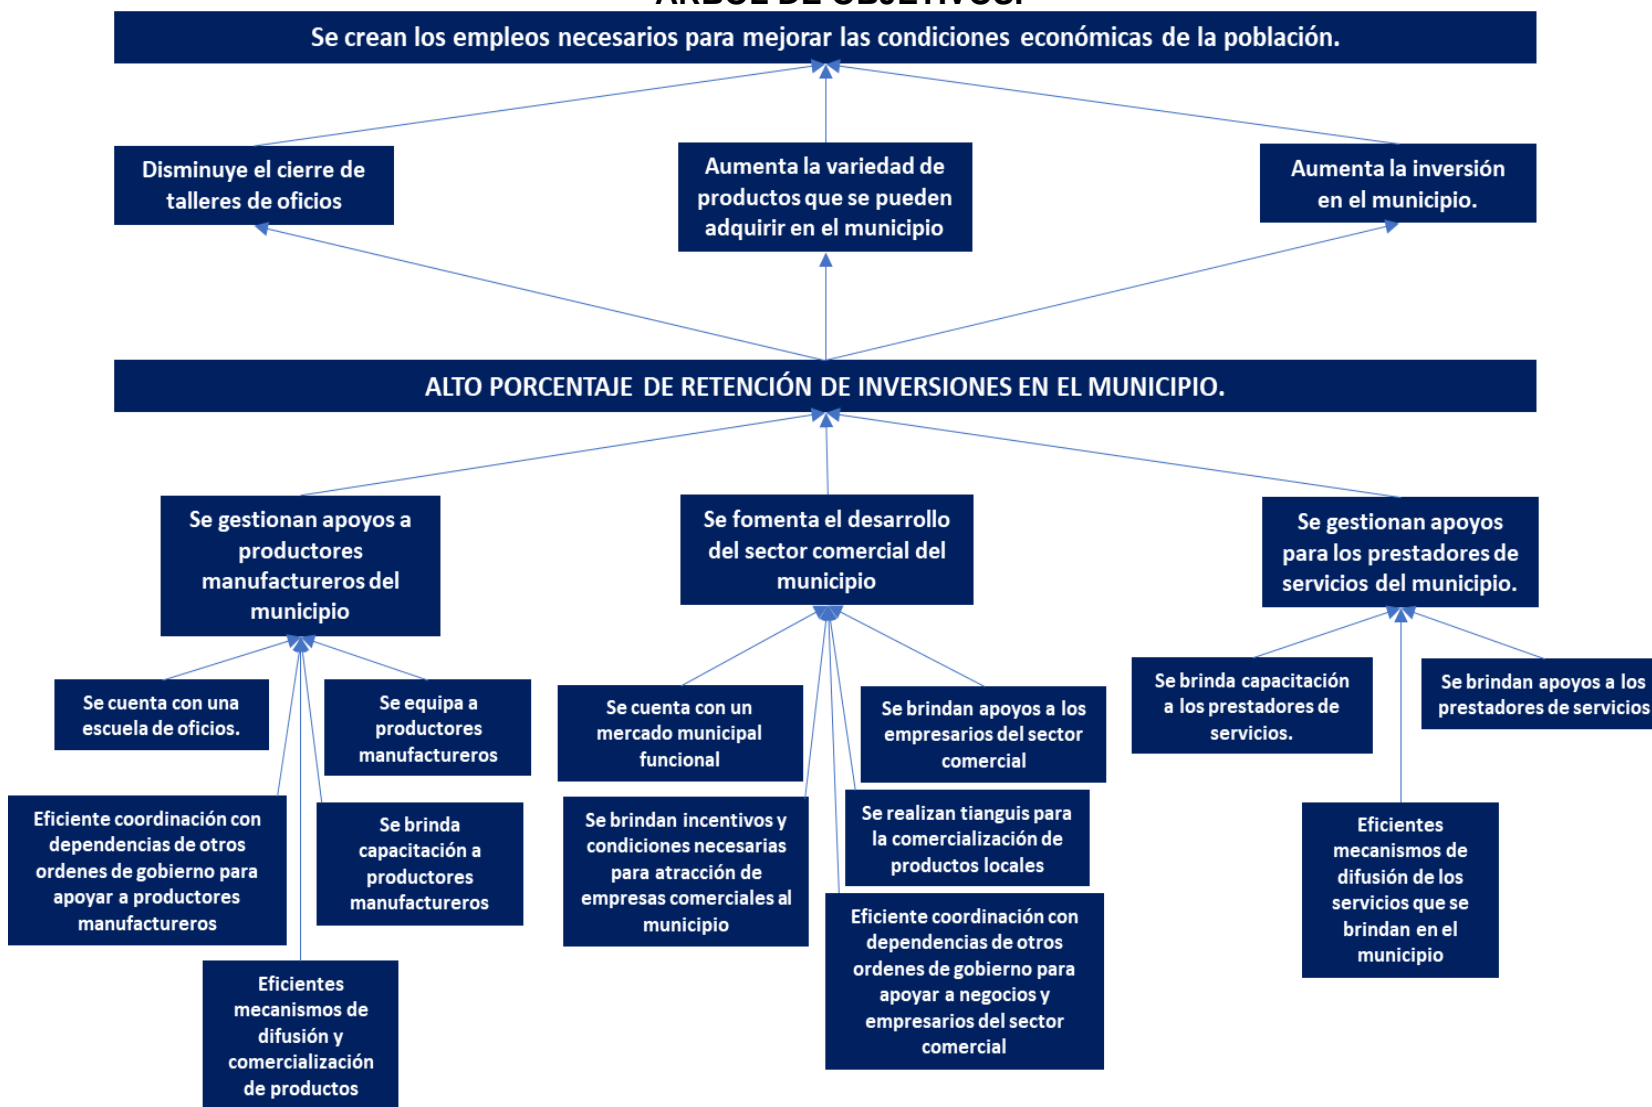 ÁRBOL DE OBJETIVOS.
Se crean los empleos necesarios para mejorar las condiciones económicas de la población.
Disminuye el cierre de
talleres de oficios
Aumenta la variedad de
productos que se pueden
adquirir en el municipio
Aumenta la inversión
en el municipio.
ALTO PORCENTAJE DE RETENCIÓN DE INVERSIONES EN EL MUNICIPIO.
Se gestionan apoyos a
productores
manufactureros del
municipio
Se fomenta el desarrollo
del sector comercial del
municipio
Se gestionan apoyos
para los prestadores de
servicios del municipio.
Se cuenta con una
escuela de oficios.
Se equipa a
productores
manufactureros
Eficiente coordinación con
dependencias de otros
ordenes de gobierno para
apoyar a productores
manufactureros
Se brinda
capacitación a
productores
manufactureros
Eficientes
mecanismos de
difusión y
comercialización
de productos
Se cuenta con un
mercado municipal
funcional
Se brindan apoyos a los
empresarios del sector
comercial
Se brindan incentivos y
condiciones necesarias
para atracción de
empresas comerciales al
municipio
Se realizan tianguis para
la comercialización de
productos locales
Eficiente coordinación con
dependencias de otros
ordenes de gobierno para
apoyar a negocios y
empresarios del sector
comercial
Se brinda capacitación
a los prestadores de
servicios.
Se brindan apoyos a los
prestadores de servicios
Eficientes
mecanismos de
difusión de los
servicios que se
brindan en el
municipio